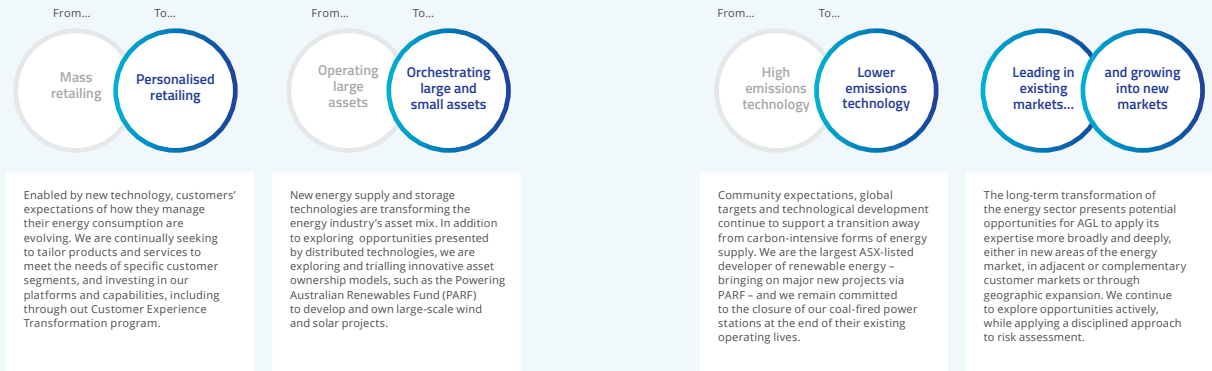 From...
To...
Mass
retailing
Personalised
retailing
Enabled by new technology, customers’
expectations of how they manage
their energy consumption are
evolving. We are continually seeking
to tailor products and services to
meet the needs of specific customer
segments, and investing in our
platforms and capabilities, including
through out Customer Experience
Transformation program.
From...
To...
Operating
large
assets
Orchestrating
large and
small assets
New energy supply and storage
technologies are transforming the
energy industry’s asset mix. In addition
to exploring opportunities presented
by distributed technologies, we are
exploring and trialling innovative asset
ownership models, such as the Powering
Australian Renewables Fund (PARF)
to develop and own large-scale wind
and solar projects.
From...
To...
High
emissions
technology
Lower
emissions
technology
Community expectations, global
targets and technological development
continue to support a transition away
from carbon-intensive forms of energy
supply. We are the largest ASX-listed
developer of renewable energy –
bringing on major new projects via
PARF – and we remain committed
to the closure of our coal-fired power
stations at the end of their existing
operating lives.
Leading in
existing
markets...
and growing
into new
markets
The long-term transformation of
the energy sector presents potential
opportunities for AGL to apply its
expertise more broadly and deeply,
either in new areas of the energy
market, in adjacent or complementary
customer markets or through
geographic expansion. We continue
to explore opportunities actively,
while applying a disciplined approach
to risk assessment.